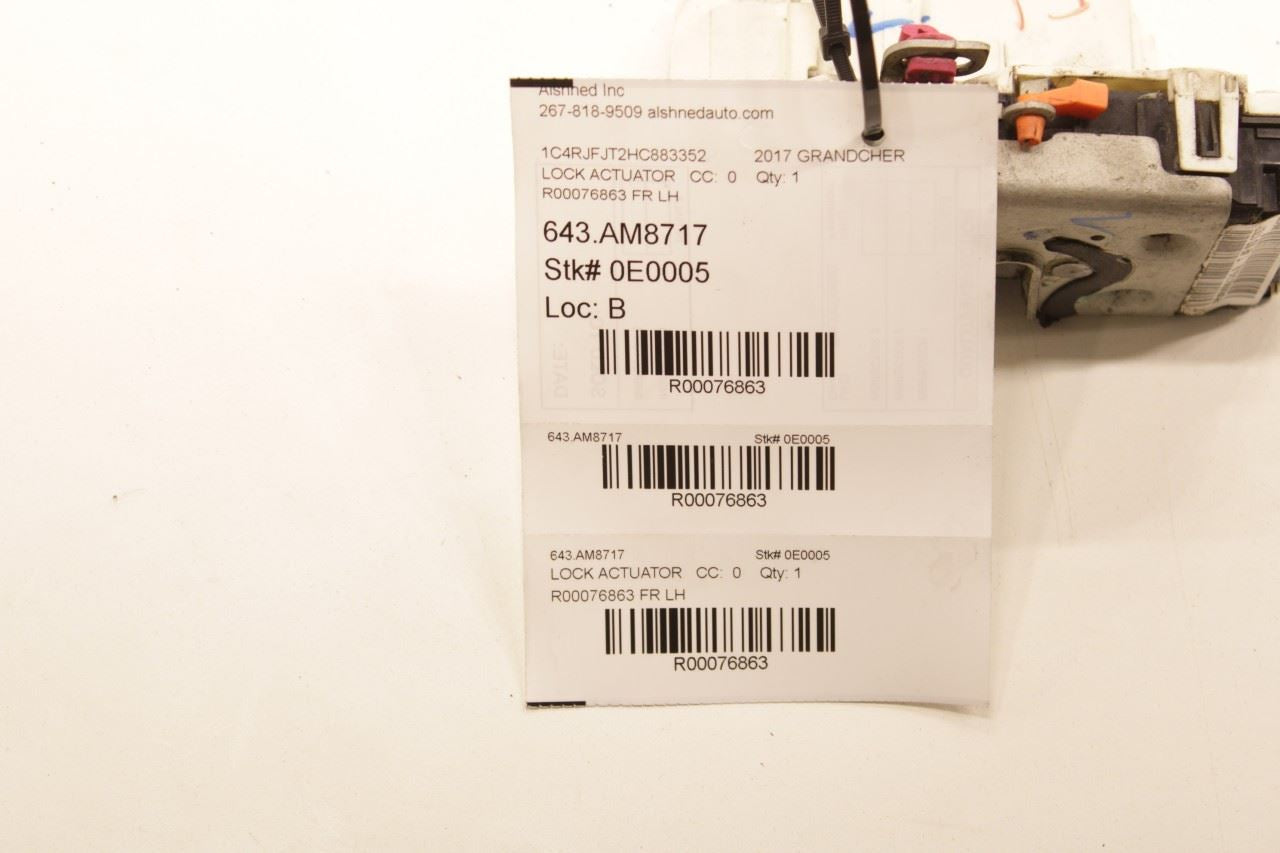 Alshned Inc
267-818-9509 alshnedauto.com
1C4RJFJT2HC883352 2017 GRANDCHER
LOCK ACTUATOR CC: 0 Qty: 1
R00076863 FR LH
643.AM8717
Stk# 0E0005
Loc: B
R00076863
643.AM8717 Stk# 0E0005
R00076863
643.AM8717 Stk# 0E0005
LOCK ACTUATOR CC: 0 Qty: 1
R00076863 FR LH
R00076863